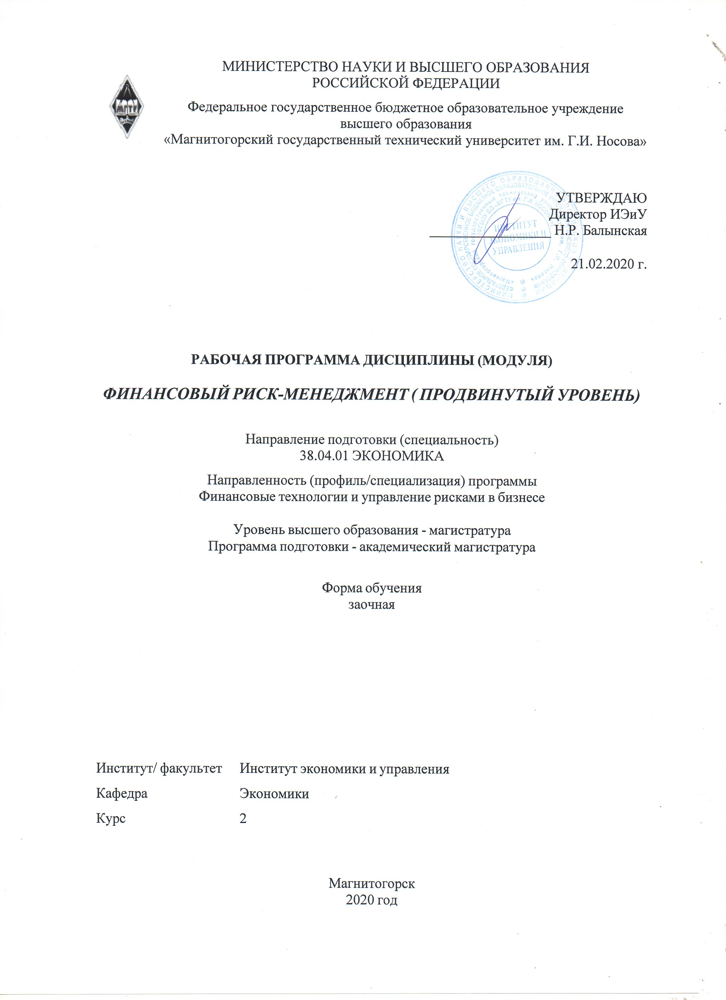 МИНИСТЕРСТВО НАУКИ И ВЫСШЕГО ОБРАЗОВАНИЯ
РОССИЙСКОЙ ФЕДЕРАЦИИ
Федеральное государственное бюджетное образовательное учреждение
высшего образования
«Магнитогорский государственный технический университет им. Г.И. Носова»
УТВЕРЖДАЮ
Директор ИЭиУ
Н.Р. Балынская
21.02.2020 г.
ИНСТИТУТ
ЭКОНОМИКИ И
УПРАВЛЕНИЯ
РАБОЧАЯ ПРОГРАММА ДИСЦИПЛИНЫ (МОДУЛЯ)
ФИНАНСОВЫЙ РИСК-МЕНЕДЖМЕНТ ( ПРОДВИНУТЫЙ УРОВЕНЬ)
Направление подготовки (специальность)
38.04.01 ЭКОНОМИКА
Направленность (профиль/специализация) программы
Финансовые технологии и управление рисками в бизнесе
Уровень высшего образования - магистратура
Программа подготовки - академический магистратура
Форма обучения
заочная
Институт/ факультет Институт экономики и управления
Кафедра Экономики
Курс 2
Магнитогорск
2020 год